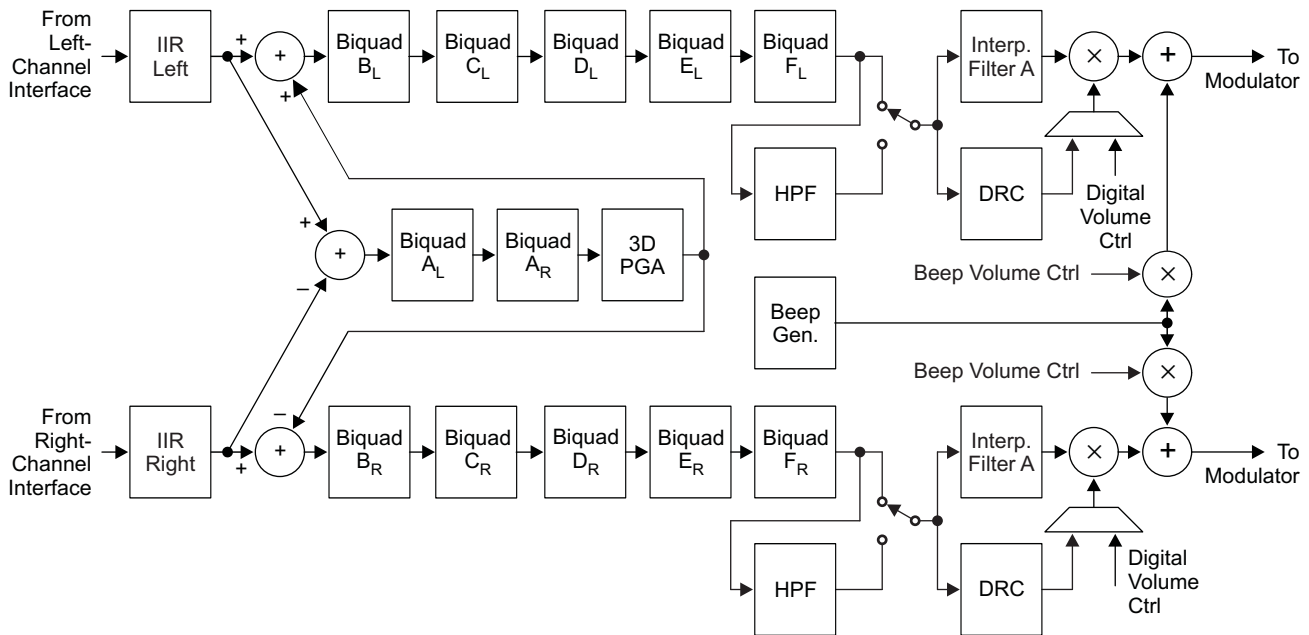 From
Left-
Channel
Interface
IIR
Left
+
+
+
Biquad
BL
Biquad
CL
Biquad
DL
Biquad
EL
Biquad
FL
Interp.
Filter A
×
+
To
Modulator
HPF
DRC
Digital
Volume
Ctrl
+
+
–
Biquad
AL
Biquad
AR
3D
PGA
Beep Volume Ctrl
×
Beep
Gen.
Beep Volume Ctrl
×
From
Right-
Channel
Interface
IIR
Right
–
+
+
Biquad
BR
Biquad
CR
Biquad
DR
Biquad
ER
Biquad
FR
Interp.
Filter A
×
+
To
Modulator
HPF
DRC
Digital
Volume
Ctrl